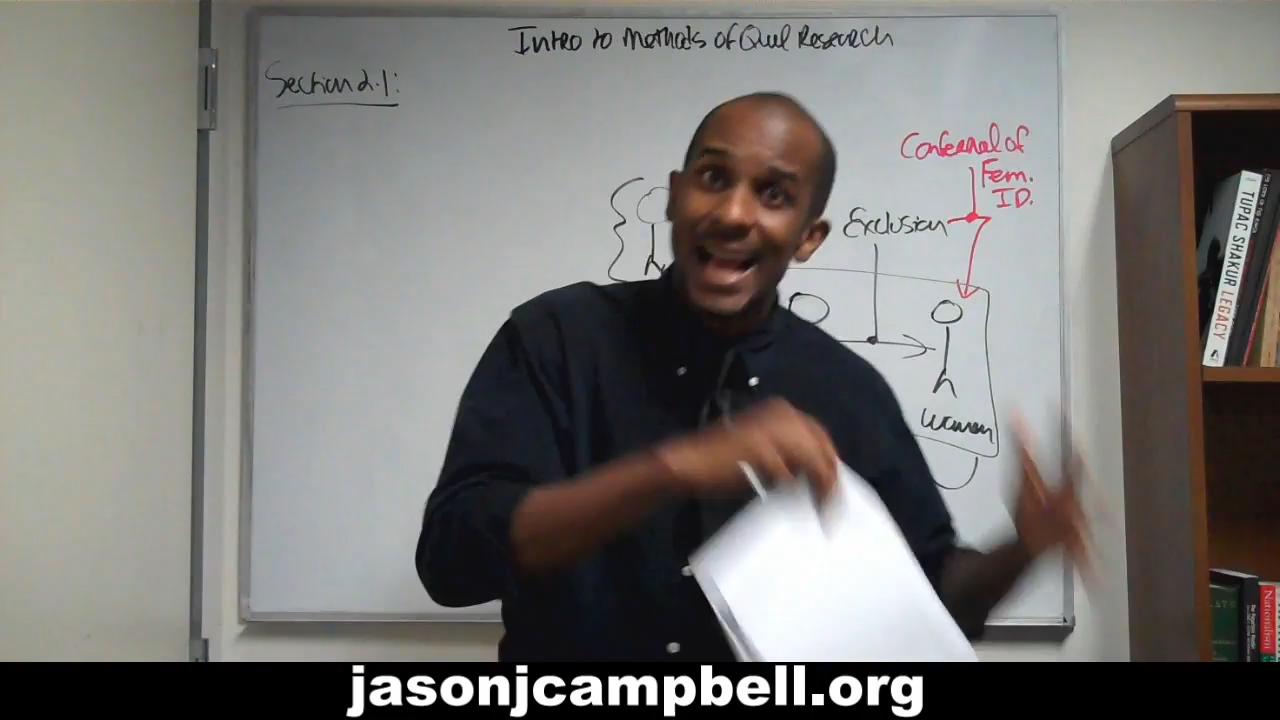 Intro to Methods of Qual Research
Section 2.1:
Conferral of
Fem.
ID.
Exclusion
women
TUPAC SHAKUR LEGACY
Nationalism
jasonjcampbell.org